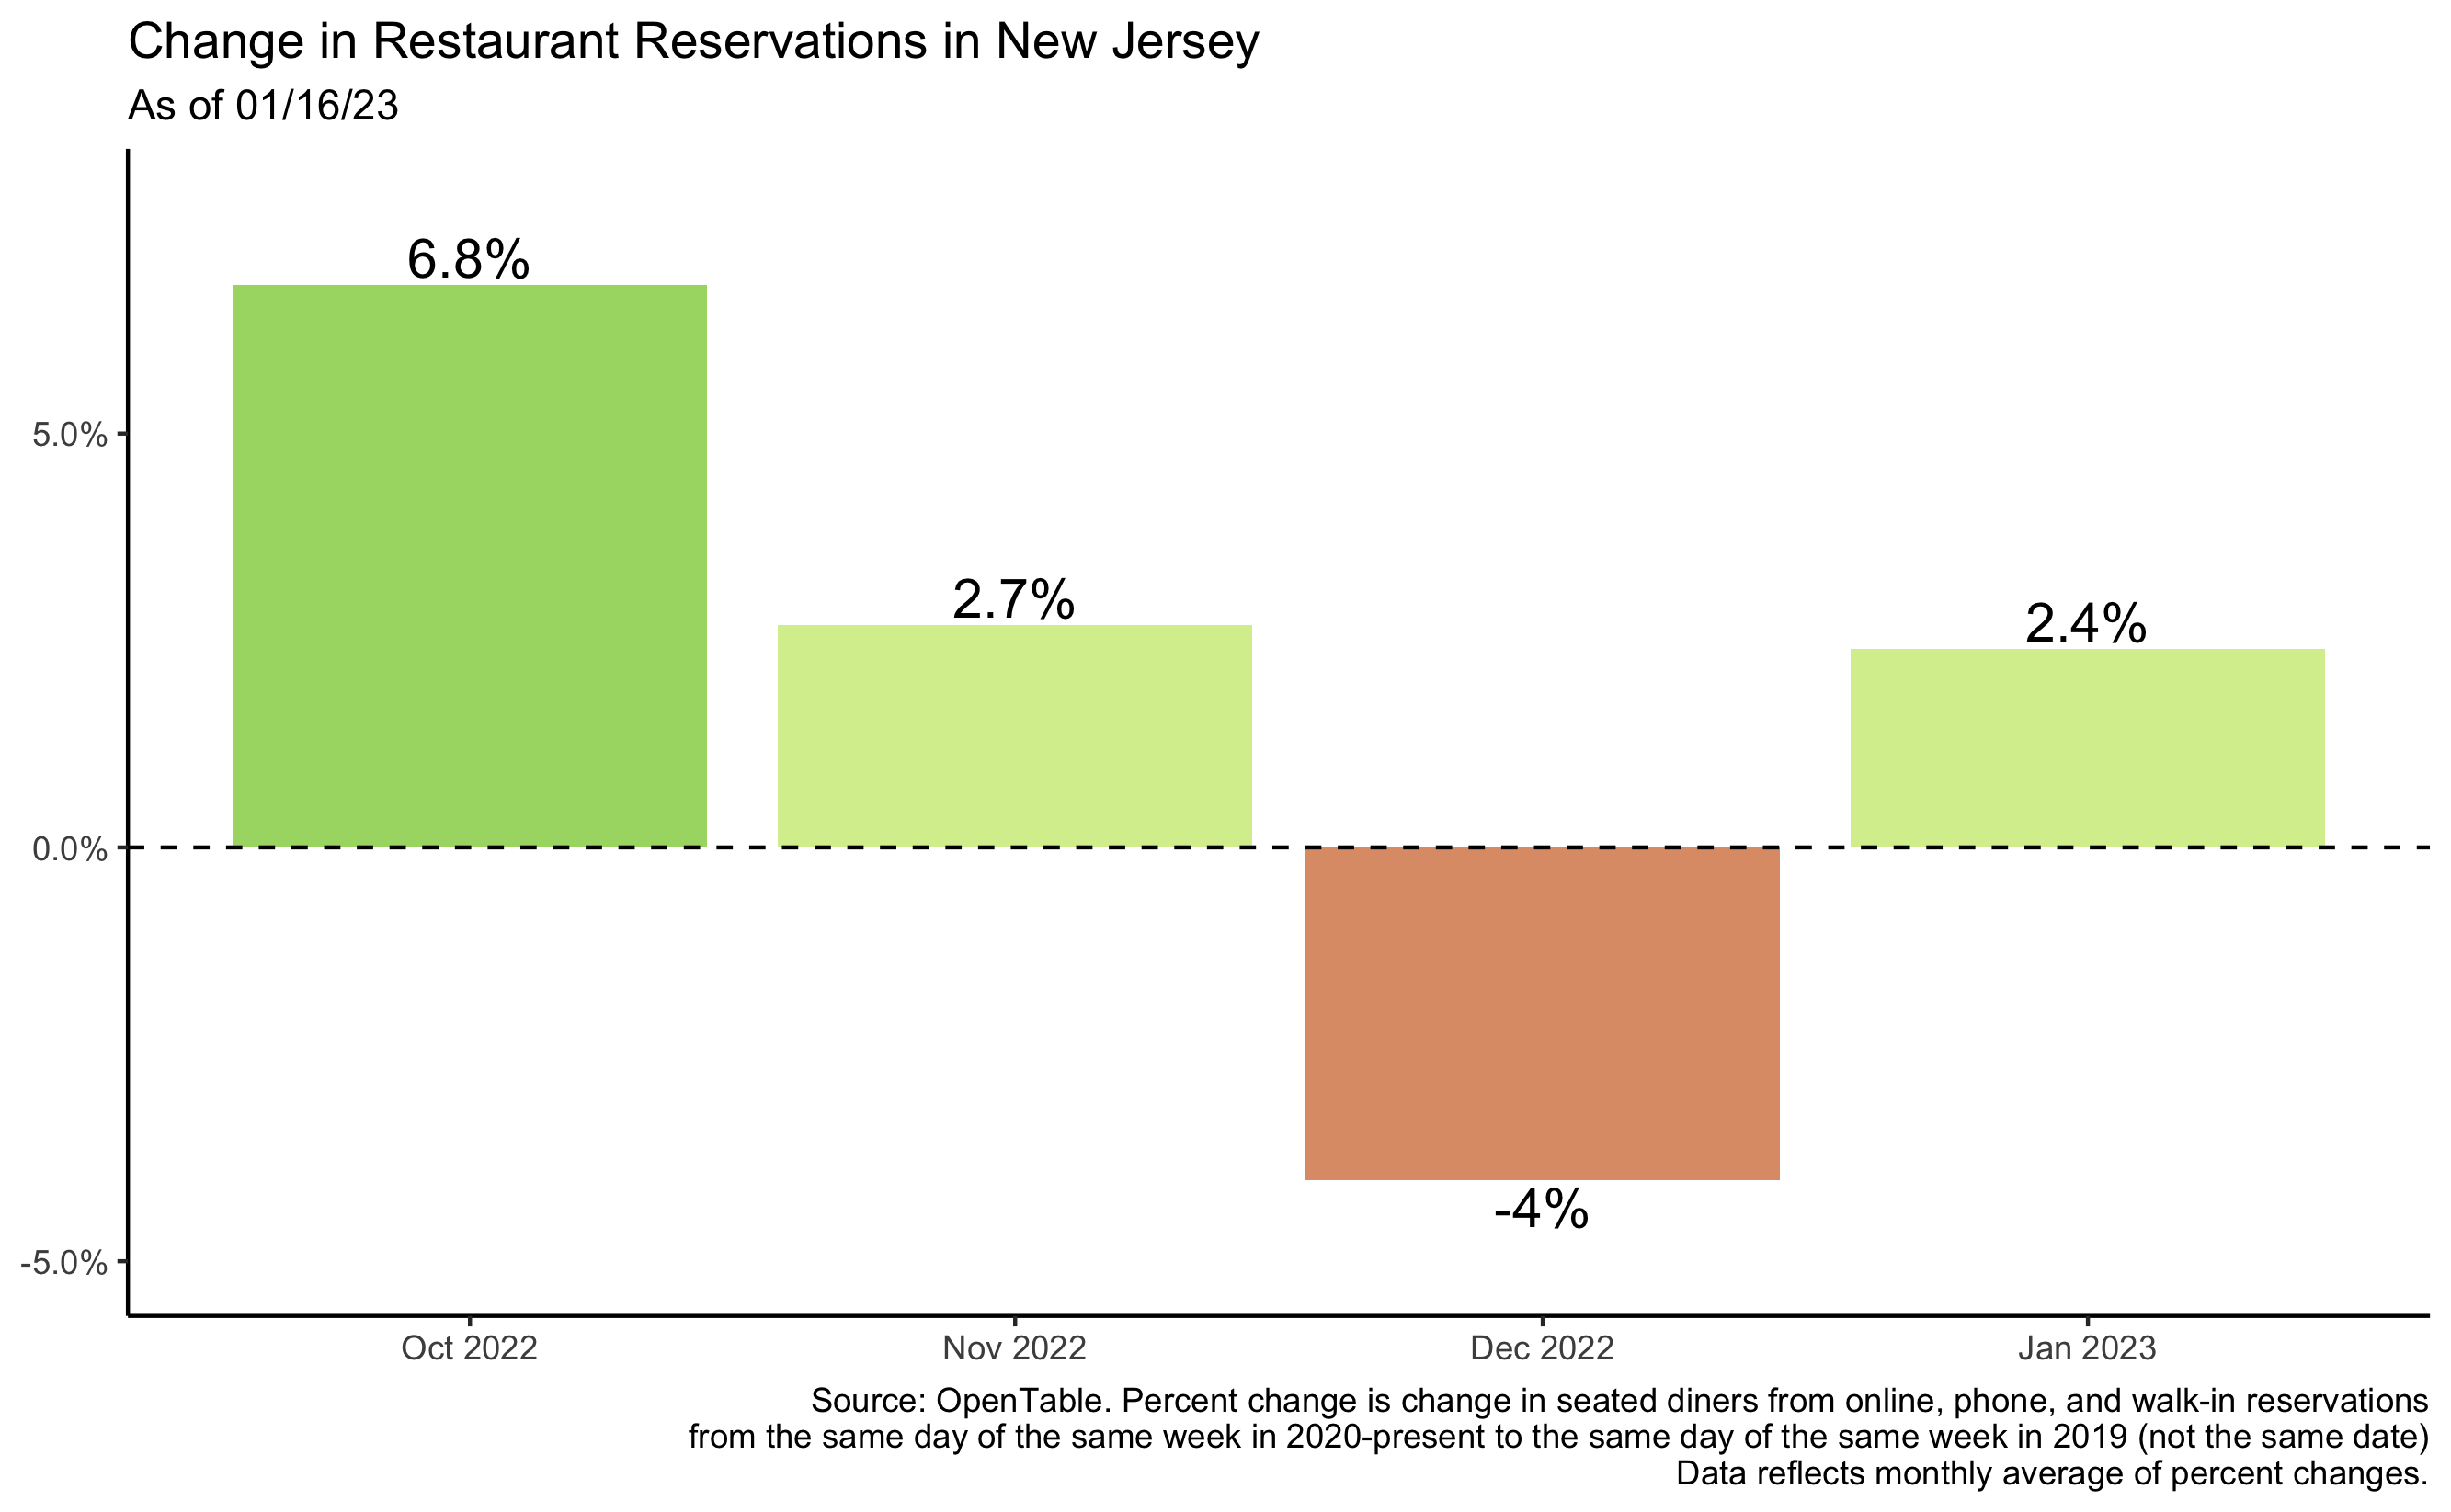 Change in Restaurant Reservations in New Jersey
As of 01/16/23
6.8%
2.7%
2.4%
-4%
5.0%
0.0%
-5.0%
Oct 2022
Nov 2022
Dec 2022
Jan 2023
Source: OpenTable. Percent change is change in seated diners from online, phone, and walk-in reservations
from the same day of the same week in 2020-present to the same day of the same week in 2019 (not the same date)
Data reflects monthly average of percent changes.